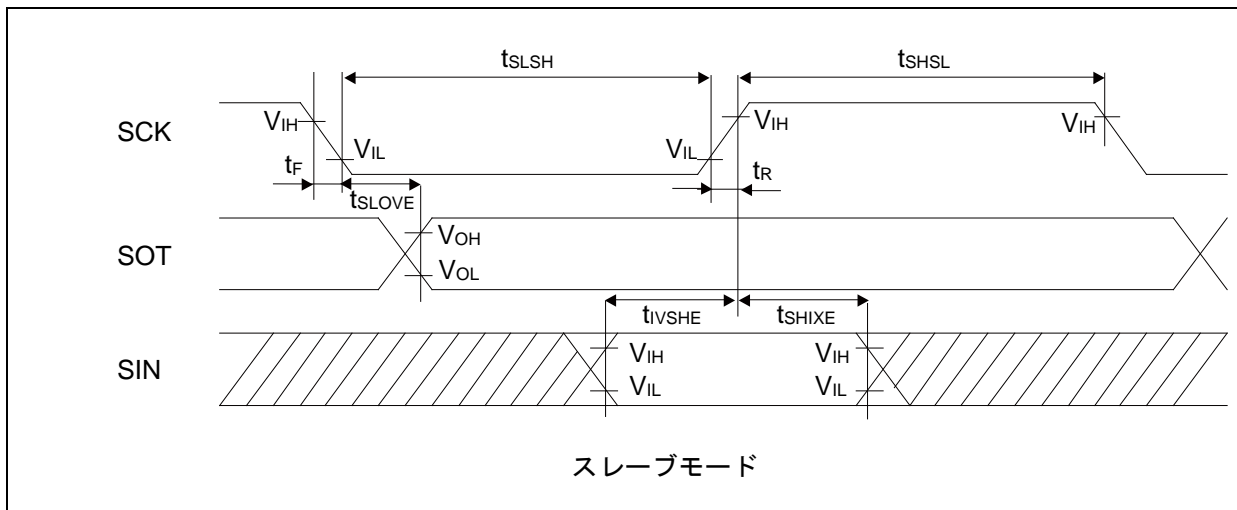 tSLSH
tSHSL
SCK
VIH
VIL
VIL
VIH
VIH
tF
tSLOVE
tR
SOT
VOH
VOL
tIVSHE
tSHIXE
SIN
VIH
VIL
VIH
VIL
スレーブモード